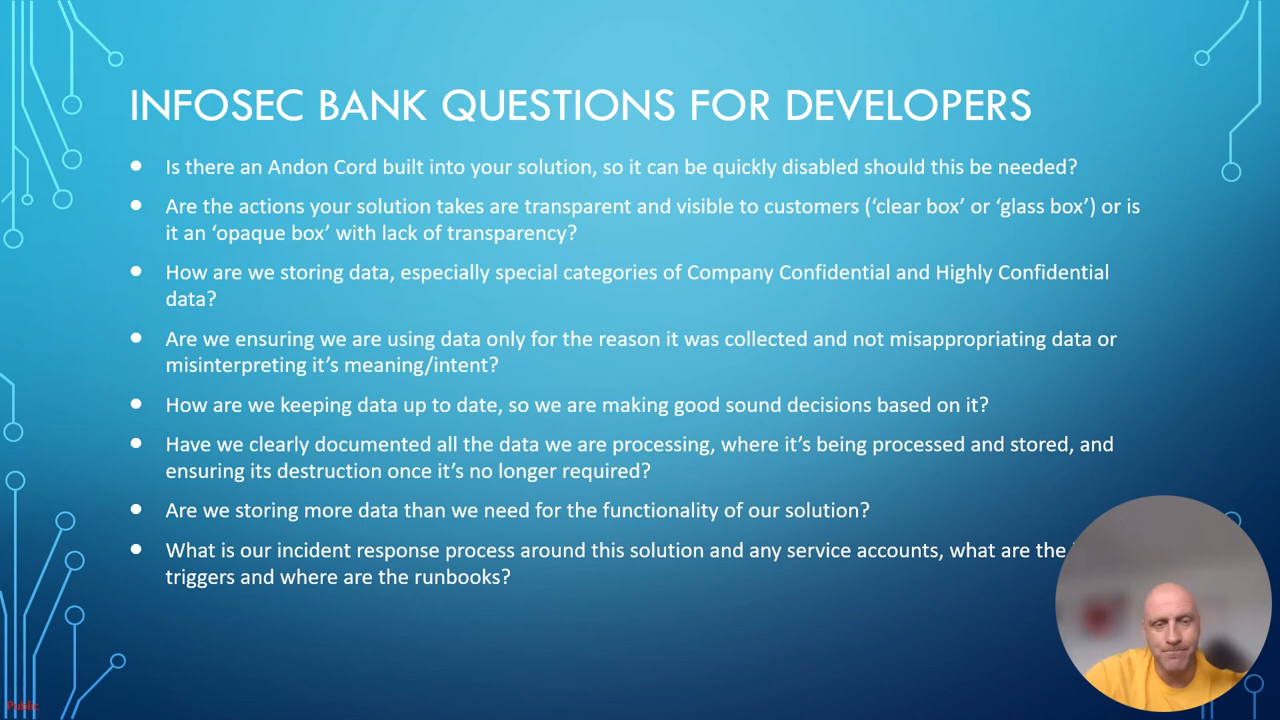 INFOSEC BANK QUESTIONS FOR DEVELOPERS
Is there an Andon Cord built into your solution, so it can be quickly disabled should this be needed?
Are the actions your solution takes are transparent and visible to customers (‘clear box’ or ‘glass box’) or is
it an ‘opaque box’ with lack of transparency?
How are we storing data, especially special categories of Company Confidential and Highly Confidential
data?
Are we ensuring we are using data only for the reason it was collected and not misappropriating data or
misinterpreting it’s meaning/intent?
How are we keeping data up to date, so we are making good sound decisions based on it?
Have we clearly documented all the data we are processing, where it’s being processed and stored, and
ensuring its destruction once it’s no longer required?
Are we storing more data than we need for the functionality of our solution?
What is our incident response process around this solution and any service accounts, what are the
triggers and where are the runbooks?
Public